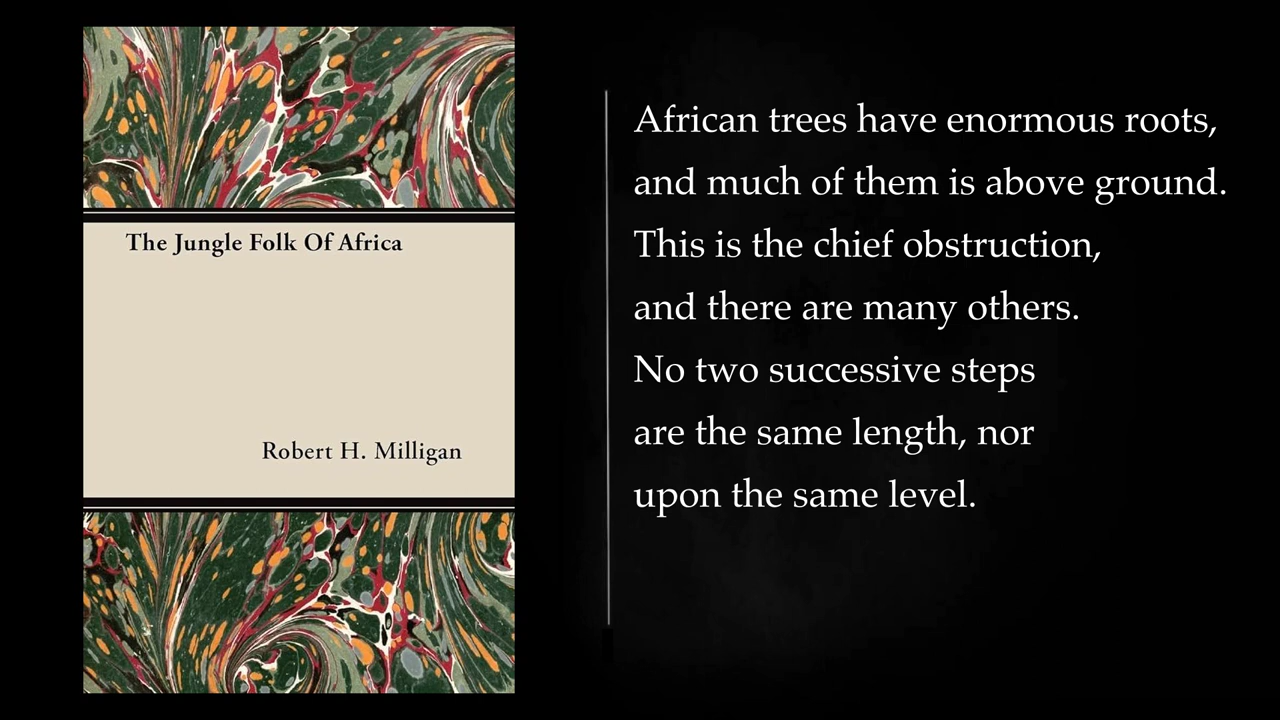 The Jungle Folk Of Africa
Robert H. Milligan
African trees have enormous roots,
and much of them is above ground.
This is the chief obstruction,
and there are many others.
No two successive steps
are the same length, nor
upon the same level.